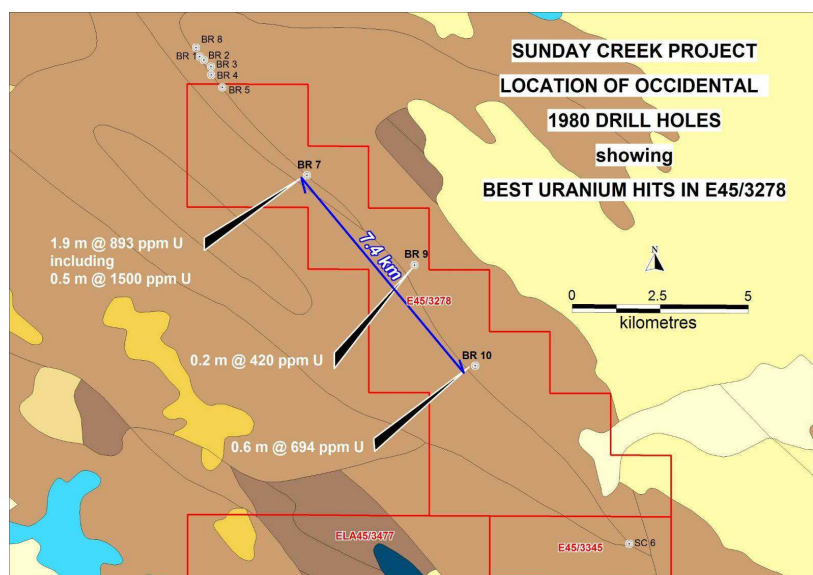 SUNDAY CREEK PROJECT
LOCATION OF OCCIDENTAL
1980 DRILL HOLES
showing
BEST URANIUM HITS IN E45/3278
BR 8
BR 1
BR 2
BR 3
BR 4
BR 5
BR 7
1.9 m @ 893 ppm U
including
0.5 m @ 1500 ppm U
7.4 km
BR 9
E45/3278
N
0 2.5 5
kilometres
0.2 m @ 420 ppm U
BR 10
0.6 m @ 694 ppm U
ELA45/3477
E45/3345
SC 6